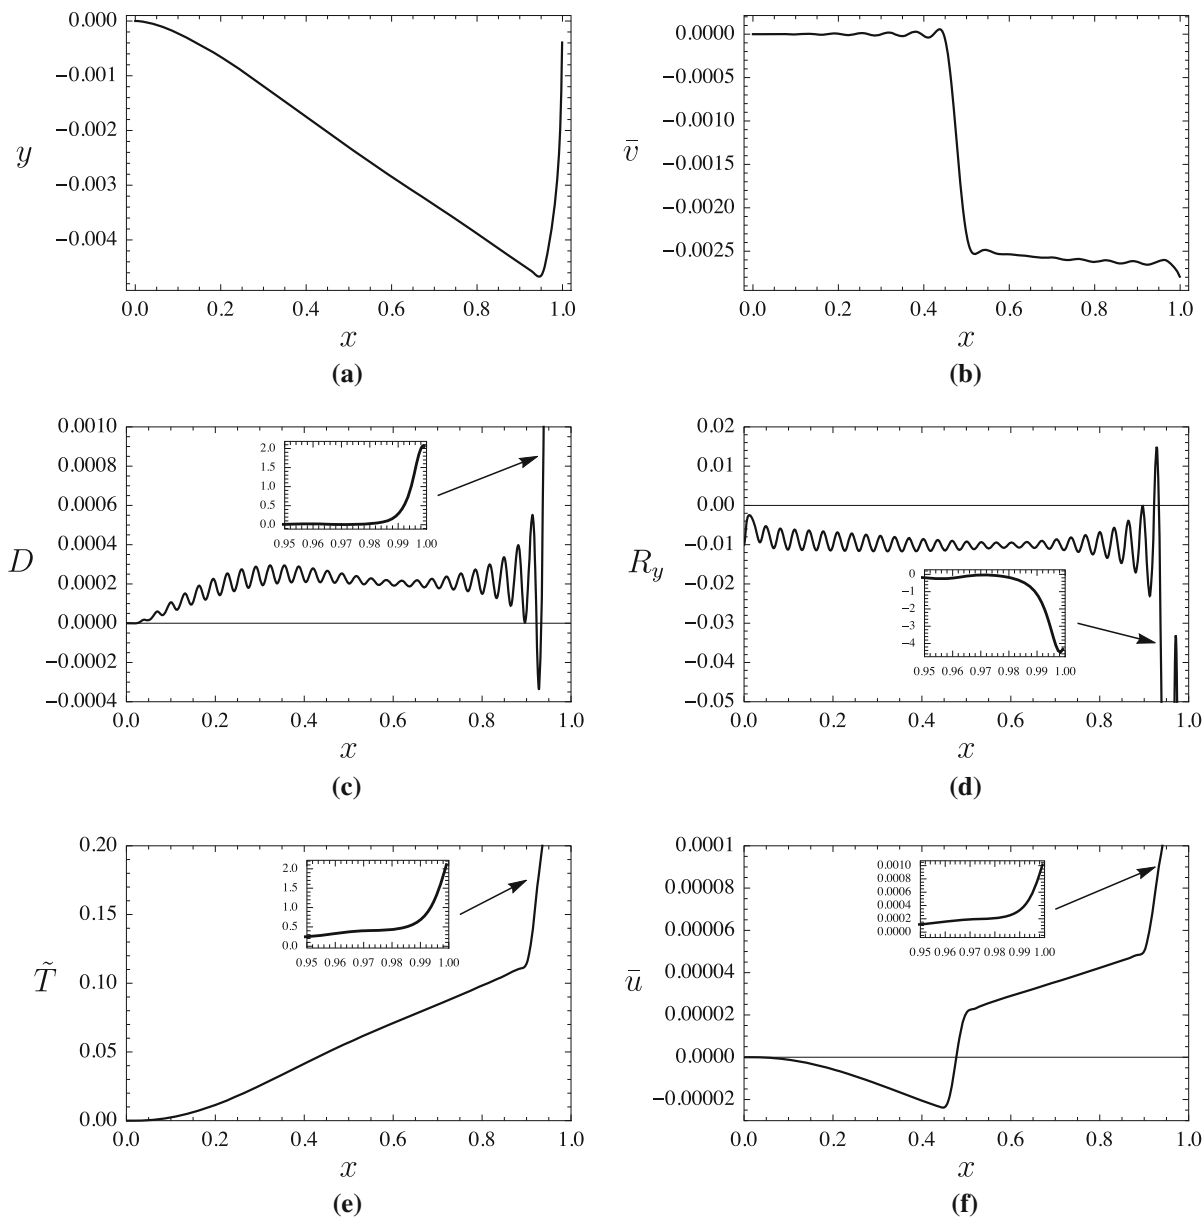 0.000
−0.001
−0.002
−0.003
−0.004
y
0.0 0.2 0.4 0.6 0.8 1.0
x
(a)
0.0000
−0.0005
−0.0010
−0.0015
−0.0020
−0.0025
v̄
0.0 0.2 0.4 0.6 0.8 1.0
x
(b)
0.0010
0.0008
0.0006
0.0004
0.0002
0.0000
−0.0002
−0.0004
D
2.0
1.5
1.0
0.5
0.0
0.95 0.96 0.97 0.98 0.99 1.00
0.0 0.2 0.4 0.6 0.8 1.0
x
(c)
0.02
0.01
0.00
−0.01
−0.02
−0.03
−0.04
−0.05
R_y
0
−1
−2
−3
−4
0.95 0.96 0.97 0.98 0.99 1.00
0.0 0.2 0.4 0.6 0.8 1.0
x
(d)
0.20
0.15
0.10
0.05
0.00
T̃
2.0
1.5
1.0
0.5
0.0
0.95 0.96 0.97 0.98 0.99 1.00
0.0 0.2 0.4 0.6 0.8 1.0
x
(e)
0.0001
0.00008
0.00006
0.00004
0.00002
0.0000
−0.00002
ū
0.0010
0.0008
0.0006
0.0004
0.0002
0.0000
0.95 0.96 0.97 0.98 0.99 1.00
0.0 0.2 0.4 0.6 0.8 1.0
x
(f)